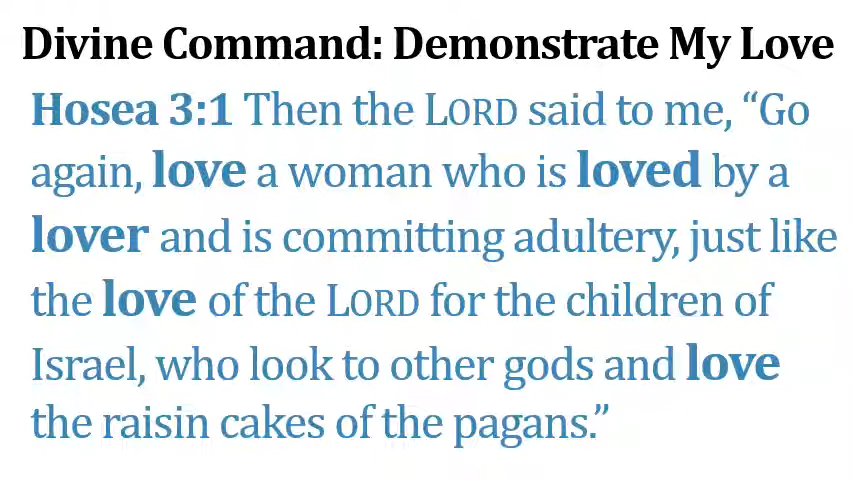 Divine Command: Demonstrate My Love
Hosea 3:1 Then the LORD said to me, “Go
again, love a woman who is loved by a
lover and is committing adultery, just like
the love of the LORD for the children of
Israel, who look to other gods and love
the raisin cakes of the pagans.”